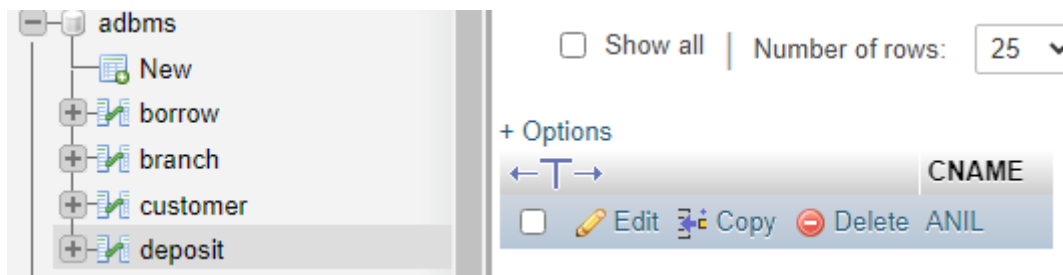 adbms
New
borrow
branch
customer
deposit
Show all | Number of rows: 25
+ Options
←T→ CNAME
Edit Copy Delete ANIL